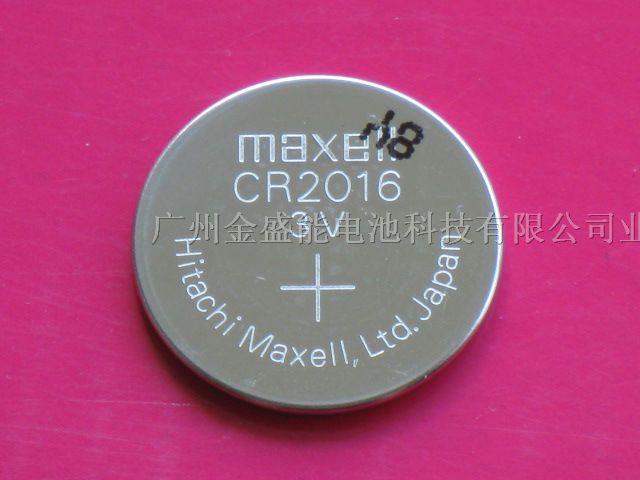 maxell
CR2016
3V
+
Hitachi Maxell, Ltd. Japan
广州金盛能电池科技有限公司业